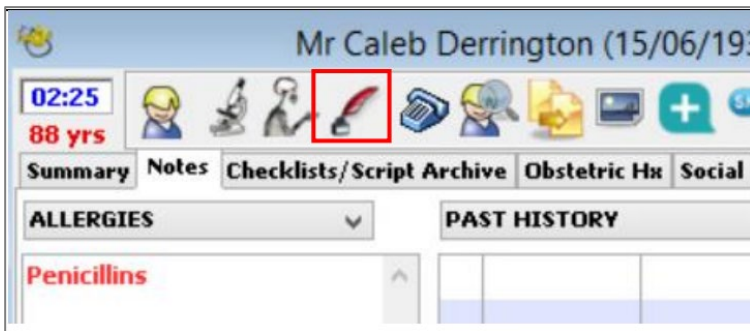 Mr Caleb Derrington (15/06/193
02:25
88 yrs
Summary Notes Checklists/Script Archive Obstetric Hx Social
ALLERGIES PAST HISTORY
Penicillins